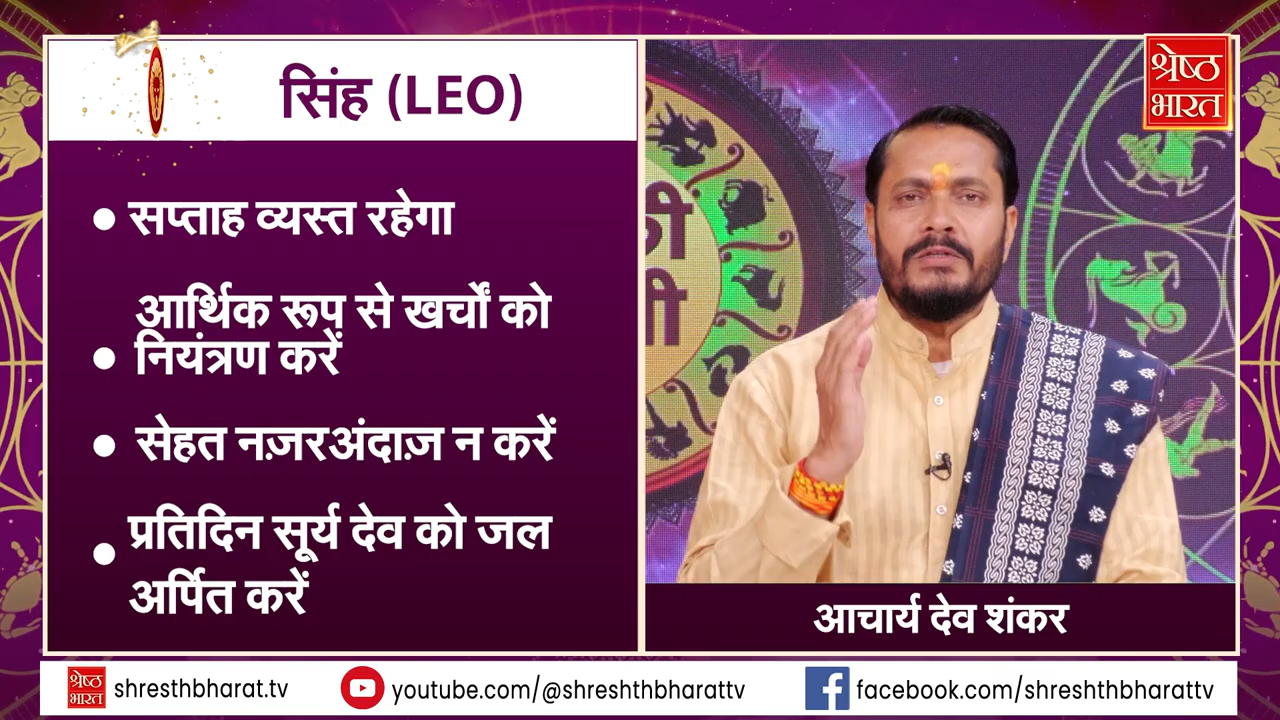 सिंह (LEO)
• सप्ताह व्यस्त रहेगा
आर्थिक रूप से खर्चों को
• नियंत्रण करें
• सेहत नज़रअंदाज़ न करें
• प्रतिदिन सूर्य देव को जल
अर्पित करें
श्रेष्ठ
भारत
आचार्य देव शंकर
श्रेष्ठ
भारत
shresthbharat.tv
youtube.com/@shreshthbharattv
facebook.com/shreshthbharattv